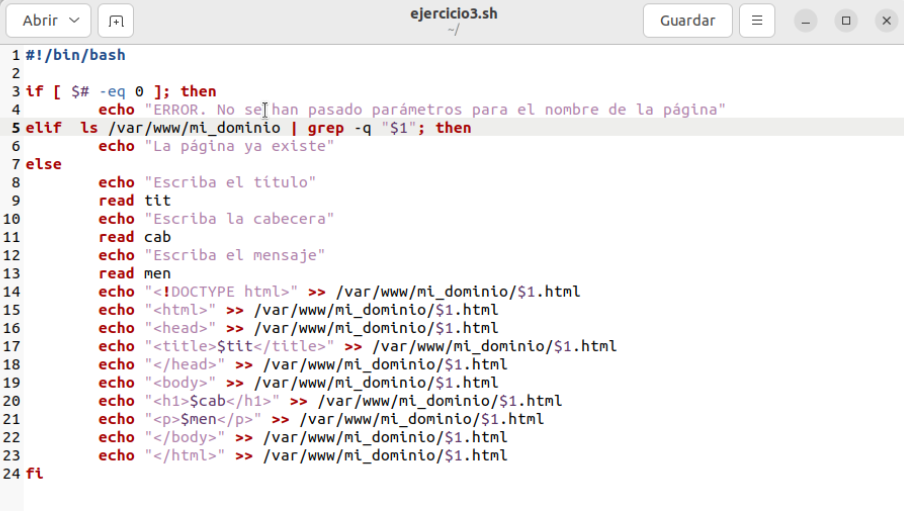 Abrir
ejercicio3.sh
~/
Guardar
1 #!/bin/bash
2
3 if [ $# -eq 0 ]; then
4         echo "ERROR. No se han pasado parámetros para el nombre de la página"
5 elif  ls /var/www/mi_dominio | grep -q "$1"; then
6         echo "La página ya existe"
7 else
8         echo "Escriba el título"
9         read tit
10         echo "Escriba la cabecera"
11         read cab
12         echo "Escriba el mensaje"
13         read men
14         echo "<!DOCTYPE html>" >> /var/www/mi_dominio/$1.html
15         echo "<html>" >> /var/www/mi_dominio/$1.html
16         echo "<head>" >> /var/www/mi_dominio/$1.html
17         echo "<title>$tit</title>" >> /var/www/mi_dominio/$1.html
18         echo "</head>" >> /var/www/mi_dominio/$1.html
19         echo "<body>" >> /var/www/mi_dominio/$1.html
20         echo "<h1>$cab</h1>" >> /var/www/mi_dominio/$1.html
21         echo "<p>$men</p>" >> /var/www/mi_dominio/$1.html
22         echo "</body>" >> /var/www/mi_dominio/$1.html
23         echo "</html>" >> /var/www/mi_dominio/$1.html
24 fi